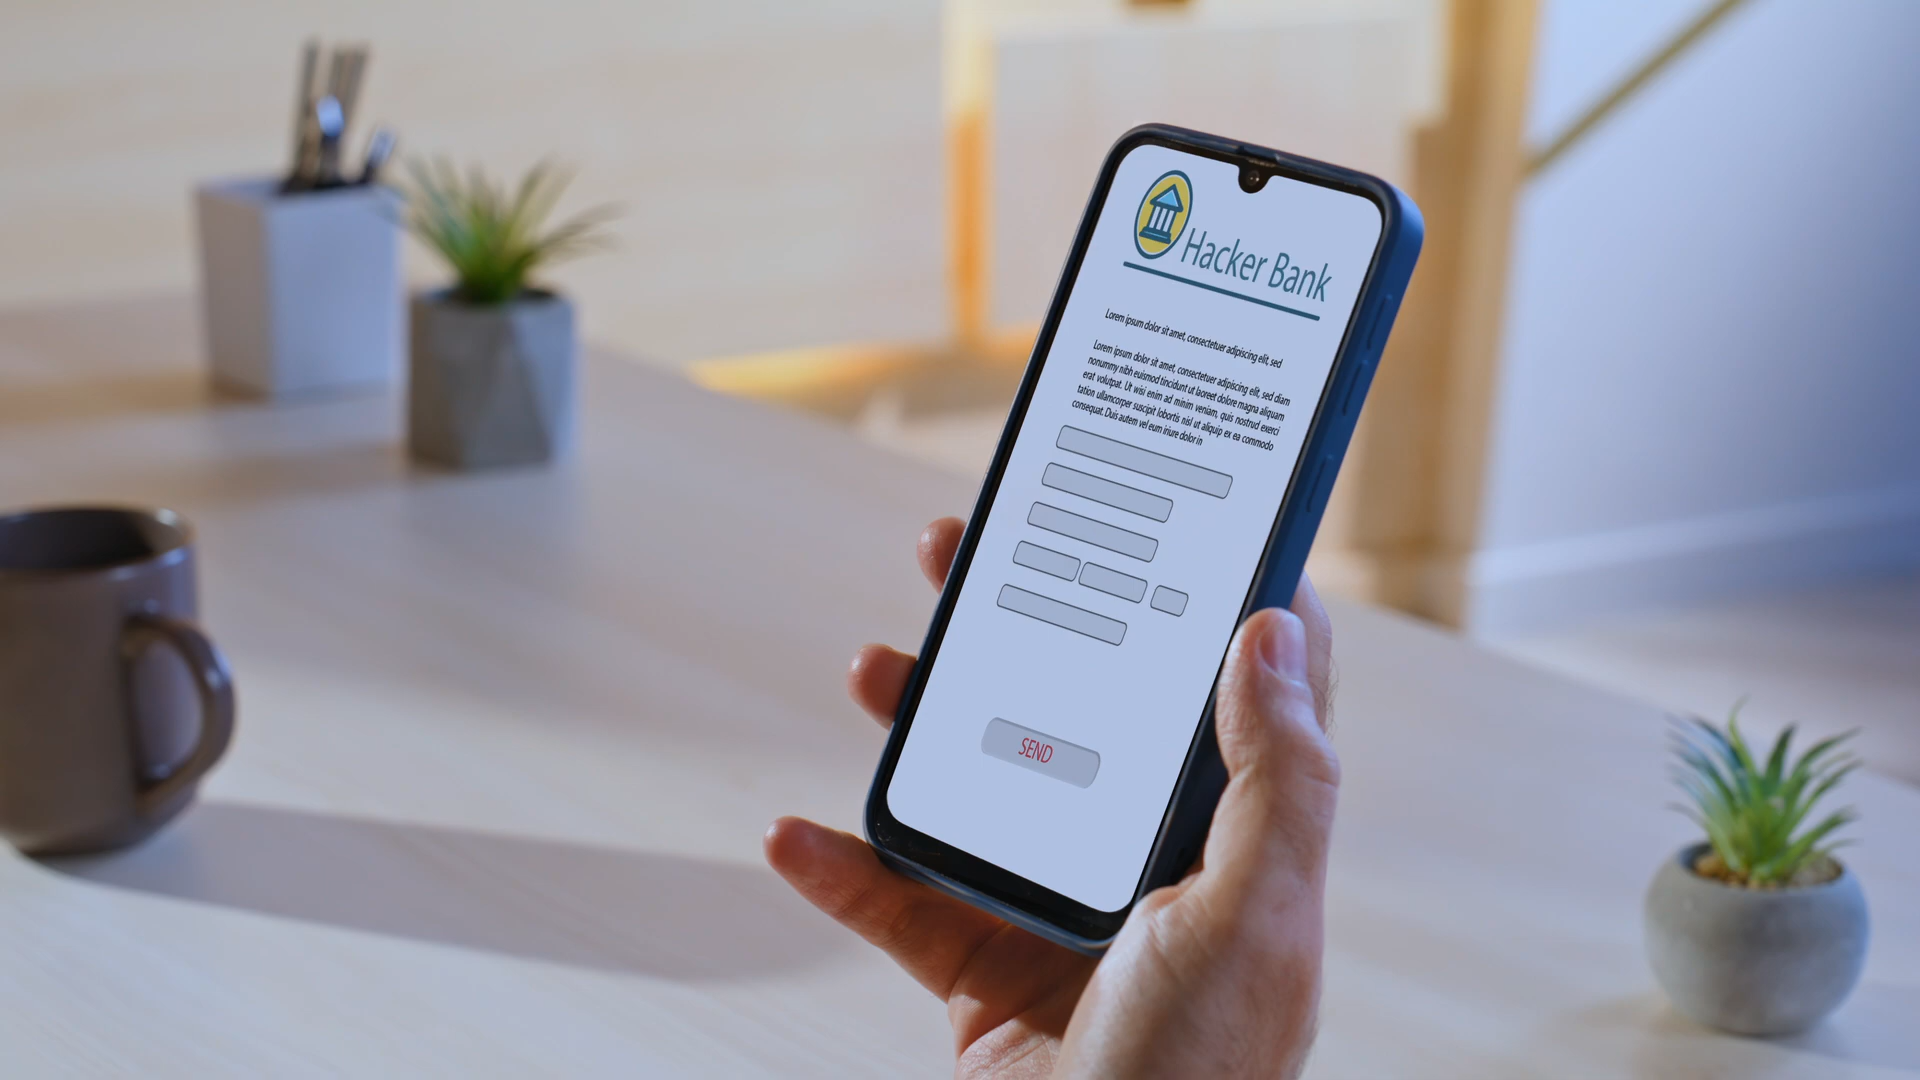 Hacker Bank
Lorem ipsum dolor sit amet, consectetuer adipiscing elit, sed
Lorem ipsum dolor sit amet, consectetuer adipiscing elit, sed diam
nonummy nibh euismod tincidunt ut laoreet dolore magna aliquam
erat volutpat. Ut wisi enim ad minim veniam, quis nostrud exerci
tation ullamcorper suscipit lobortis nisl ut aliquip ex ea commodo
consequat. Duis autem vel eum iriure dolor in
SEND